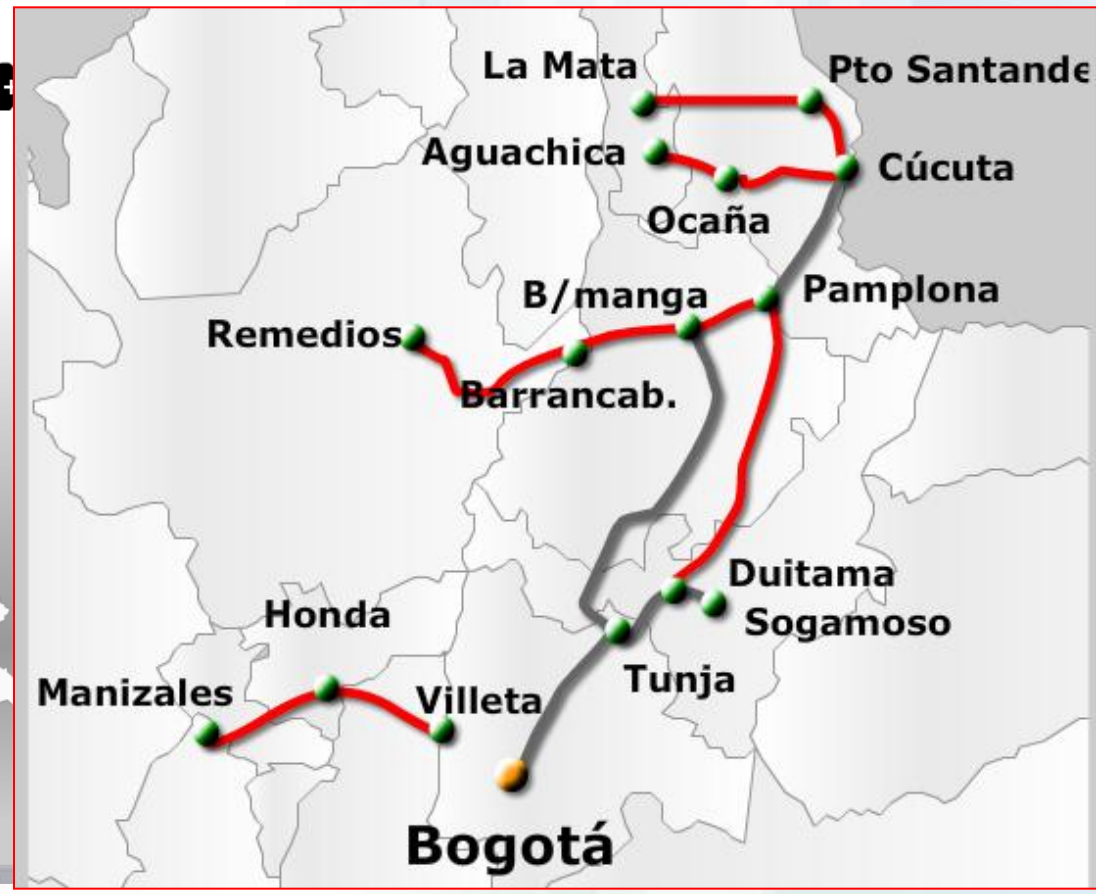 La Mata
Pto Santande
Aguachica
Cúcuta
Ocaña
B/manga
Pamplona
Remedios
Barrancab.
Duitama
Honda
Sogamoso
Manizales
Villeta
Tunja
Bogotá